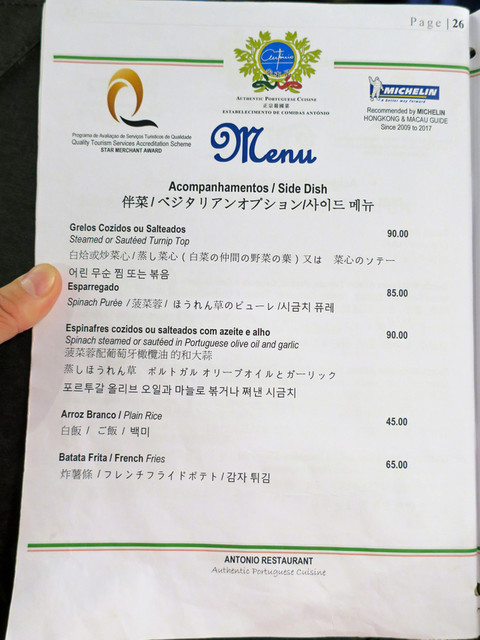 Page | 26
António
AUTHENTIC PORTUGUESE CUISINE
正宗葡國菜
ESTABELECIMENTO DE COMIDAS ANTÓNIO
Programa de Avaliação de Serviços Turísticos de Qualidade
Quality Tourism Services Accreditation Scheme
STAR MERCHANT AWARD
MICHELIN
a better way forward
Recommended by MICHELIN
HONGKONG & MACAU GUIDE
Since 2009 to 2017
Menu
Acompanhamentos / Side Dish
伴菜 / ベジタリアンオプション/사이드 메뉴
Grelos Cozidos ou Salteados 90.00
Steamed or Sautéed Turnip Top
白烚或炒菜心 / 蒸し菜心（白菜の仲間の野菜の葉）又は 菜心のソテー
어린 무순 찜 또는 볶음
Esparregado 85.00
Spinach Purée / 菠菜蓉 / ほうれん草のピューレ /시금치 퓨레
Espinafres cozidos ou salteados com azeite e alho 90.00
Spinach steamed or sautéed in Portuguese olive oil and garlic
菠菜蓉配葡萄牙橄欖油 的和大蒜
蒸しほうれん草 ポルトガル オリーブオイルとガーリック
포르투갈 올리브 오일과 마늘로 볶거나 쪄낸 시금치
Arroz Branco / Plain Rice 45.00
白飯 / ご飯 / 백미
Batata Frita / French Fries 65.00
炸薯條 / フレンチフライドポテト / 감자 튀김
ANTONIO RESTAURANT
Authentic Portuguese Cuisine